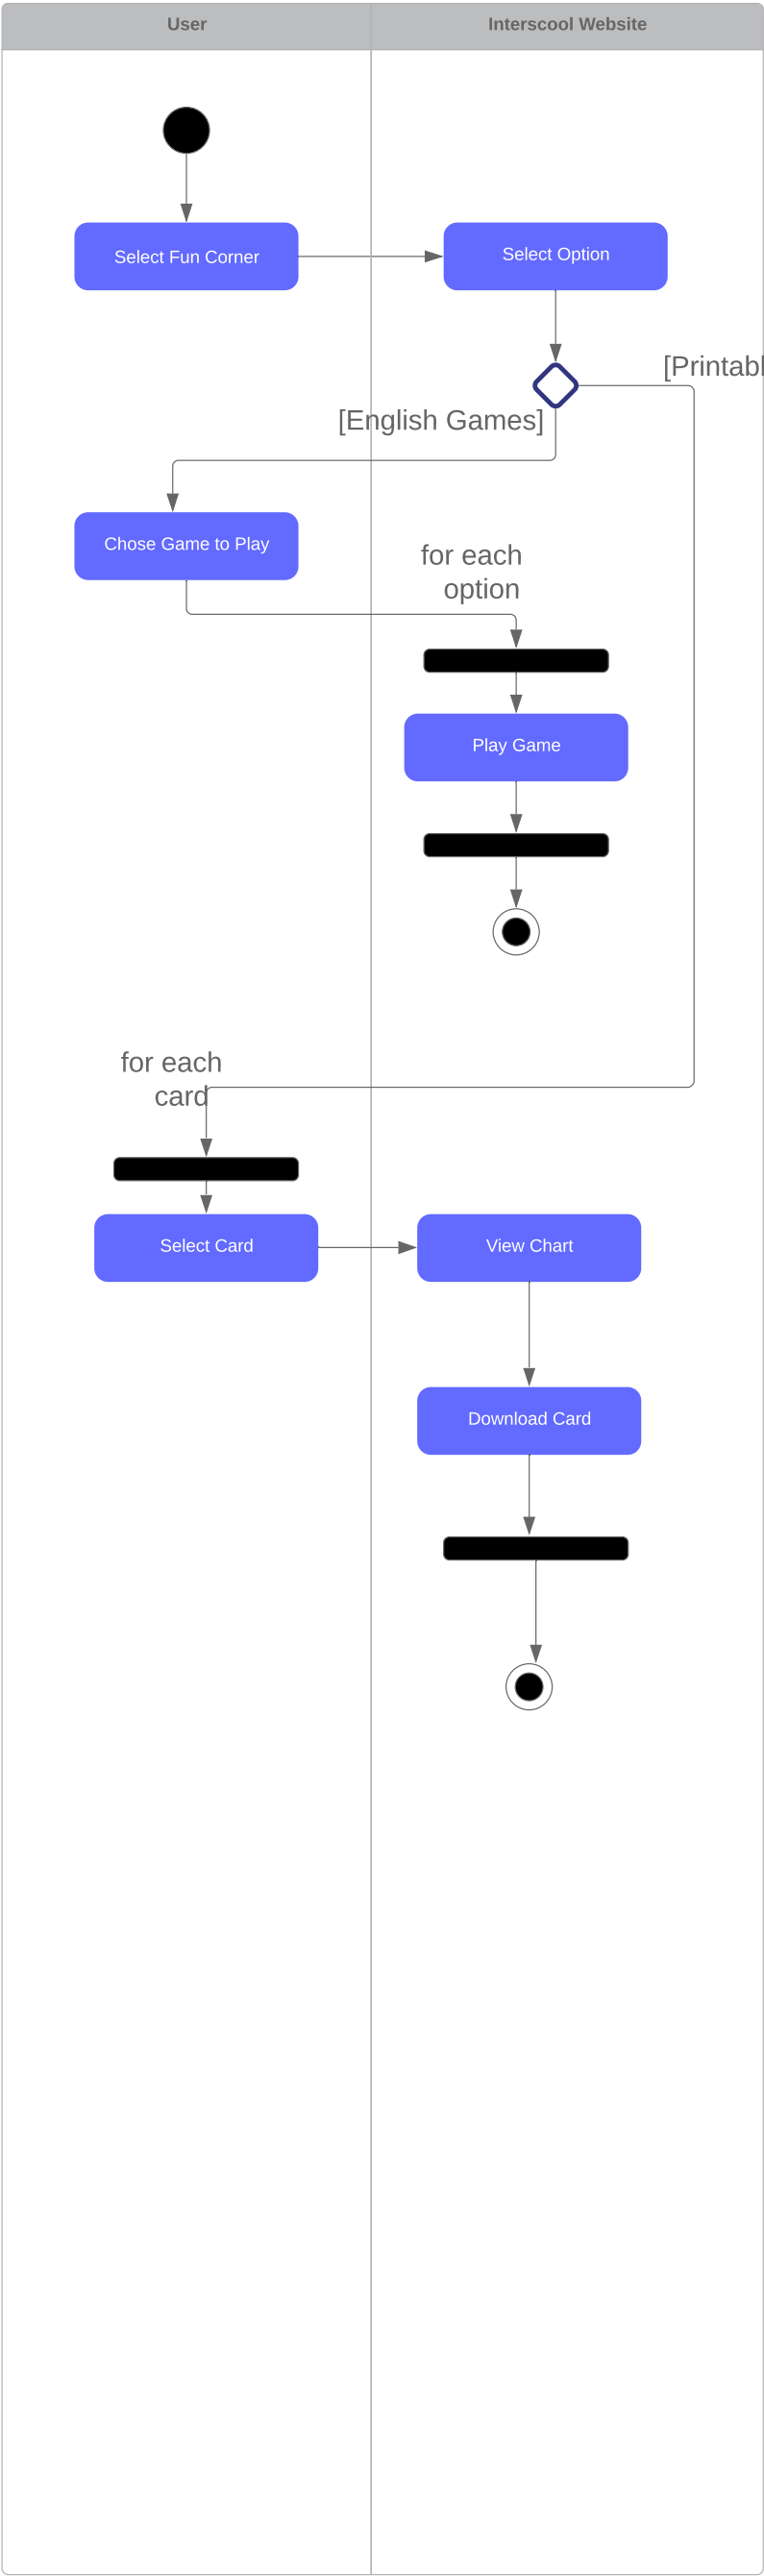 User
Interscool Website
Select Fun Corner
Select Option
[Printabl
[English Games]
Chose Game to Play
for each
option
Play Game
for each
card
Select Card
View Chart
Download Card